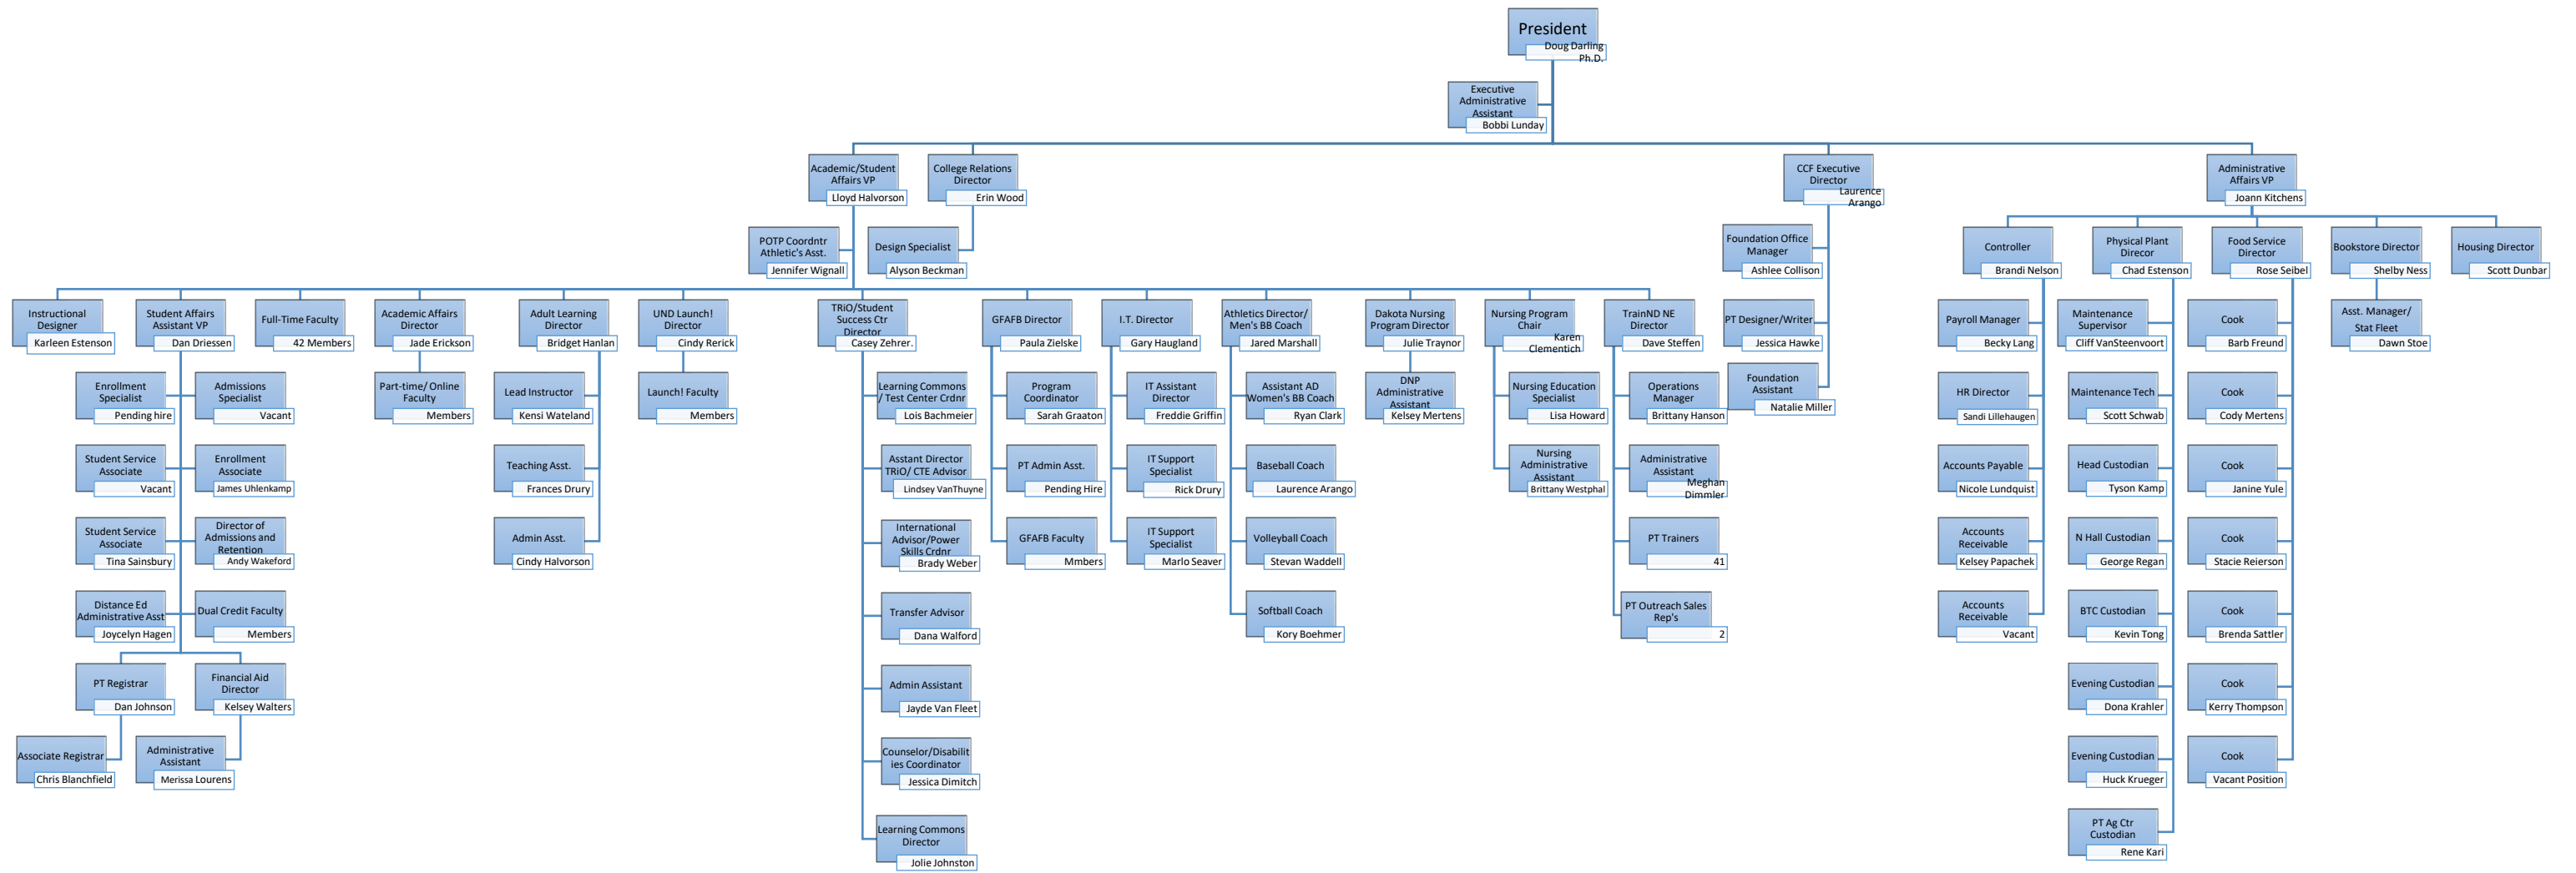 President
Doug Darling
Ph.D.
Executive
Administrative
Assistant
Bobbi Lunday
Academic/Student
Affairs VP
Lloyd Halvorson
College Relations
Director
Erin Wood
CCF Executive
Director
Laurence
Arango
Administrative
Affairs VP
Joann Kitchens
POTP Coordntr
Athletic's Asst.
Jennifer Wignall
Design Specialist
Alyson Beckman
Foundation Office
Manager
Ashlee Collison
Controller
Brandi Nelson
Physical Plant
Direcor
Chad Estenson
Food Service
Director
Rose Seibel
Bookstore Director
Shelby Ness
Housing Director
Scott Dunbar
Instructional
Designer
Karleen Estenson
Student Affairs
Assistant VP
Dan Driessen
Full-Time Faculty
42 Members
Academic Affairs
Director
Jade Erickson
Adult Learning
Director
Bridget Hanlan
UND Launch!
Director
Cindy Rerick
TRiO/Student
Success Ctr
Director
Casey Zehrer.
GFAFB Director
Paula Zielske
I.T. Director
Gary Haugland
Athletics Director/
Men's BB Coach
Jared Marshall
Dakota Nursing
Program Director
Julie Traynor
Nursing Program
Chair
Karen
Clementich
TrainND NE
Director
Dave Steffen
PT Designer/Writer
Jessica Hawke
Payroll Manager
Becky Lang
Maintenance
Supervisor
Cliff VanSteenvoort
Cook
Barb Freund
Asst. Manager/
Stat Fleet
Dawn Stoe
Enrollment
Specialist
Pending hire
Admissions
Specialist
Vacant
Part-time/ Online
Faculty
Members
Lead Instructor
Kensi Wateland
Launch! Faculty
Members
Learning Commons
/ Test Center Crdnr
Lois Bachmeier
Program
Coordinator
Sarah Graaton
IT Assistant
Director
Freddie Griffin
Assistant AD
Women's BB Coach
Ryan Clark
DNP
Administrative
Assistant
Kelsey Mertens
Nursing Education
Specialist
Lisa Howard
Operations
Manager
Brittany Hanson
Foundation
Assistant
Natalie Miller
HR Director
Sandi Lillehaugen
Maintenance Tech
Scott Schwab
Cook
Cody Mertens
Student Service
Associate
Vacant
Enrollment
Associate
James Uhlenkamp
Teaching Asst.
Frances Drury
Asstant Director
TRiO/ CTE Advisor
Lindsey VanThuyne
PT Admin Asst.
Pending Hire
IT Support
Specialist
Rick Drury
Baseball Coach
Laurence Arango
Nursing
Administrative
Assistant
Brittany Westphal
Administrative
Assistant
Meghan
Dimmler
Accounts Payable
Nicole Lundquist
Head Custodian
Tyson Kamp
Cook
Janine Yule
Student Service
Associate
Tina Sainsbury
Director of
Admissions and
Retention
Andy Wakeford
Admin Asst.
Cindy Halvorson
International
Advisor/Power
Skills Crdnr
Brady Weber
GFAFB Faculty
Mmbers
IT Support
Specialist
Marlo Seaver
Volleyball Coach
Stevan Waddell
PT Trainers
41
Accounts
Receivable
Kelsey Papachek
N Hall Custodian
George Regan
Cook
Stacie Reierson
Distance Ed
Administrative Asst
Joycelyn Hagen
Dual Credit Faculty
Members
Transfer Advisor
Dana Walford
Softball Coach
Kory Boehmer
PT Outreach Sales
Rep's
2
Accounts
Receivable
Vacant
BTC Custodian
Kevin Tong
Cook
Brenda Sattler
PT Registrar
Dan Johnson
Financial Aid
Director
Kelsey Walters
Admin Assistant
Jayde Van Fleet
Evening Custodian
Dona Krahler
Cook
Kerry Thompson
Associate Registrar
Chris Blanchfield
Administrative
Assistant
Merissa Lourens
Counselor/Disabilit
ies Coordinator
Jessica Dimitch
Evening Custodian
Huck Krueger
Cook
Vacant Position
Learning Commons
Director
Jolie Johnston
PT Ag Ctr
Custodian
Rene Kari